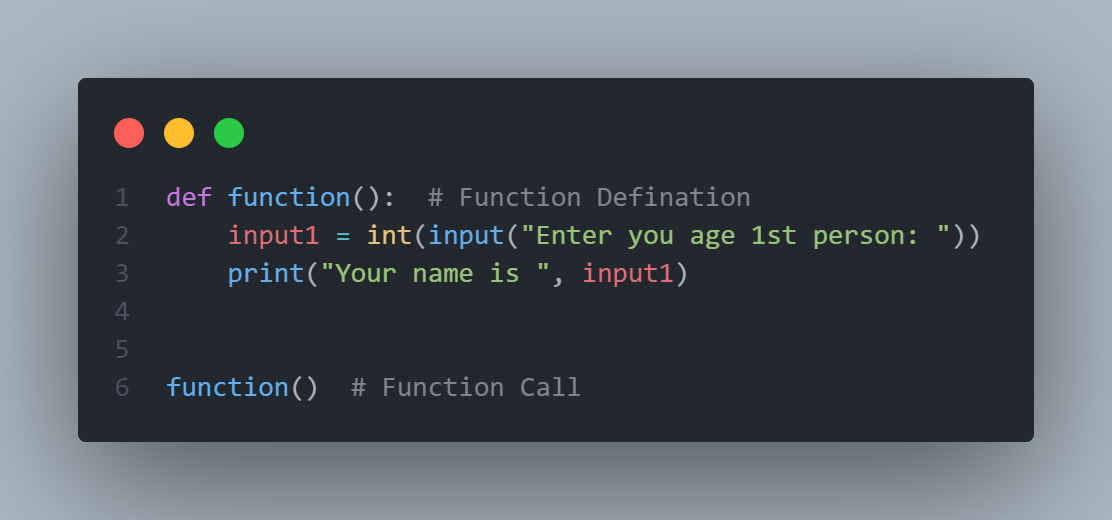 1 def function():  # Function Defination
2     input1 = int(input("Enter you age 1st person: "))
3     print("Your name is ", input1)
4
5
6 function()  # Function Call